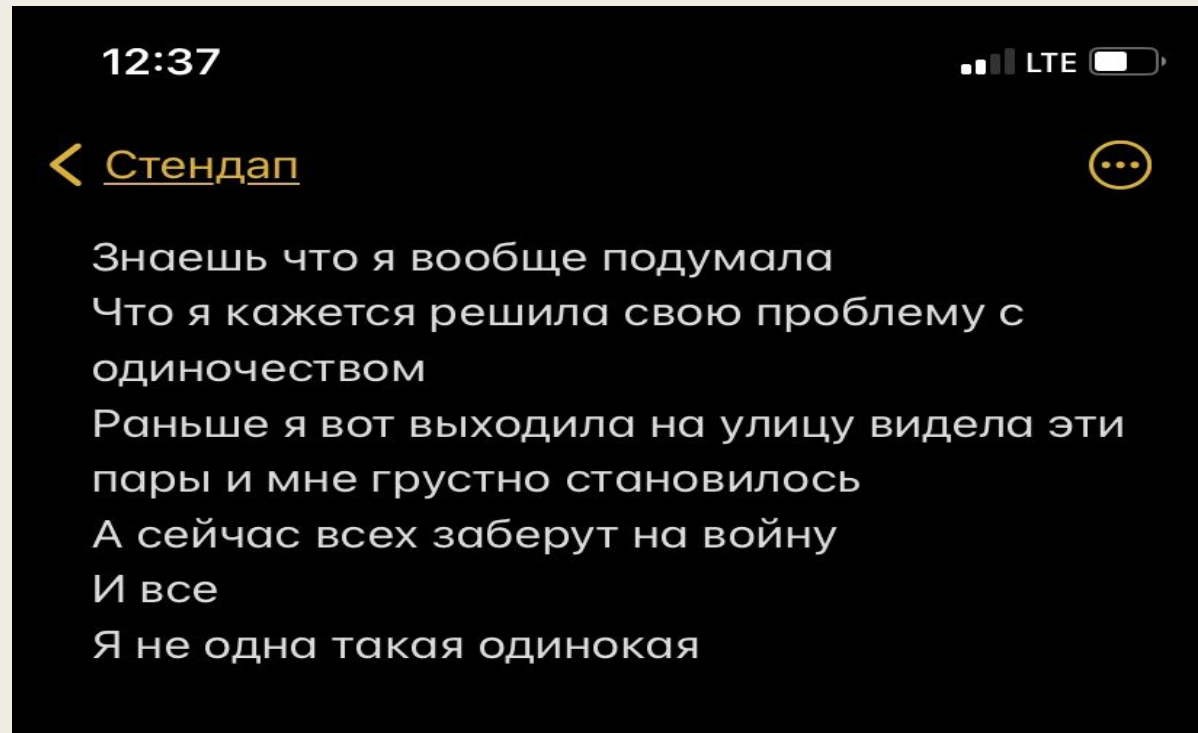 12:37
LTE
Стендап
Знаешь что я вообще подумала
Что я кажется решила свою проблему с
одиночеством
Раньше я вот выходила на улицу видела эти
пары и мне грустно становилось
А сейчас всех заберут на войну
И все
Я не одна такая одинокая